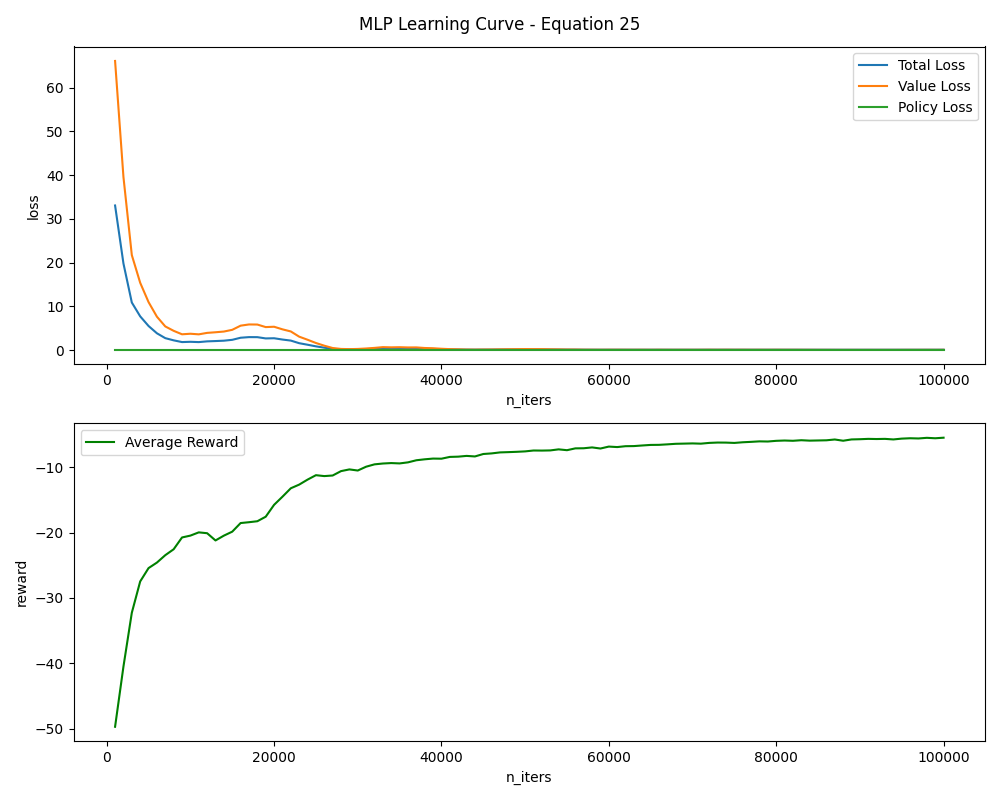 MLP Learning Curve - Equation 25
Total Loss
Value Loss
Policy Loss
60
50
40
30
20
10
0
loss
0 20000 40000 60000 80000 100000
n_iters
Average Reward
−10
−20
−30
−40
−50
reward
0 20000 40000 60000 80000 100000
n_iters